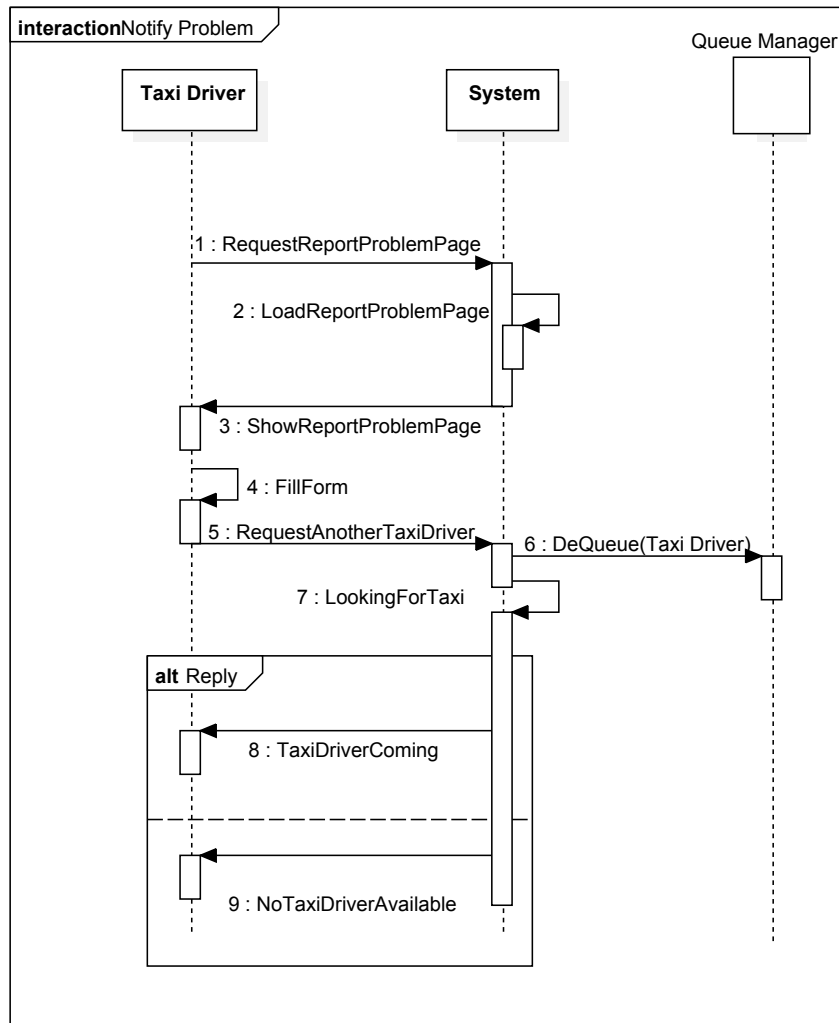 interactionNotify Problem
Queue Manager
Taxi Driver
System
1 : RequestReportProblemPage
2 : LoadReportProblemPage
3 : ShowReportProblemPage
4 : FillForm
5 : RequestAnotherTaxiDriver
6 : DeQueue(Taxi Driver)
7 : LookingForTaxi
alt Reply
8 : TaxiDriverComing
9 : NoTaxiDriverAvailable